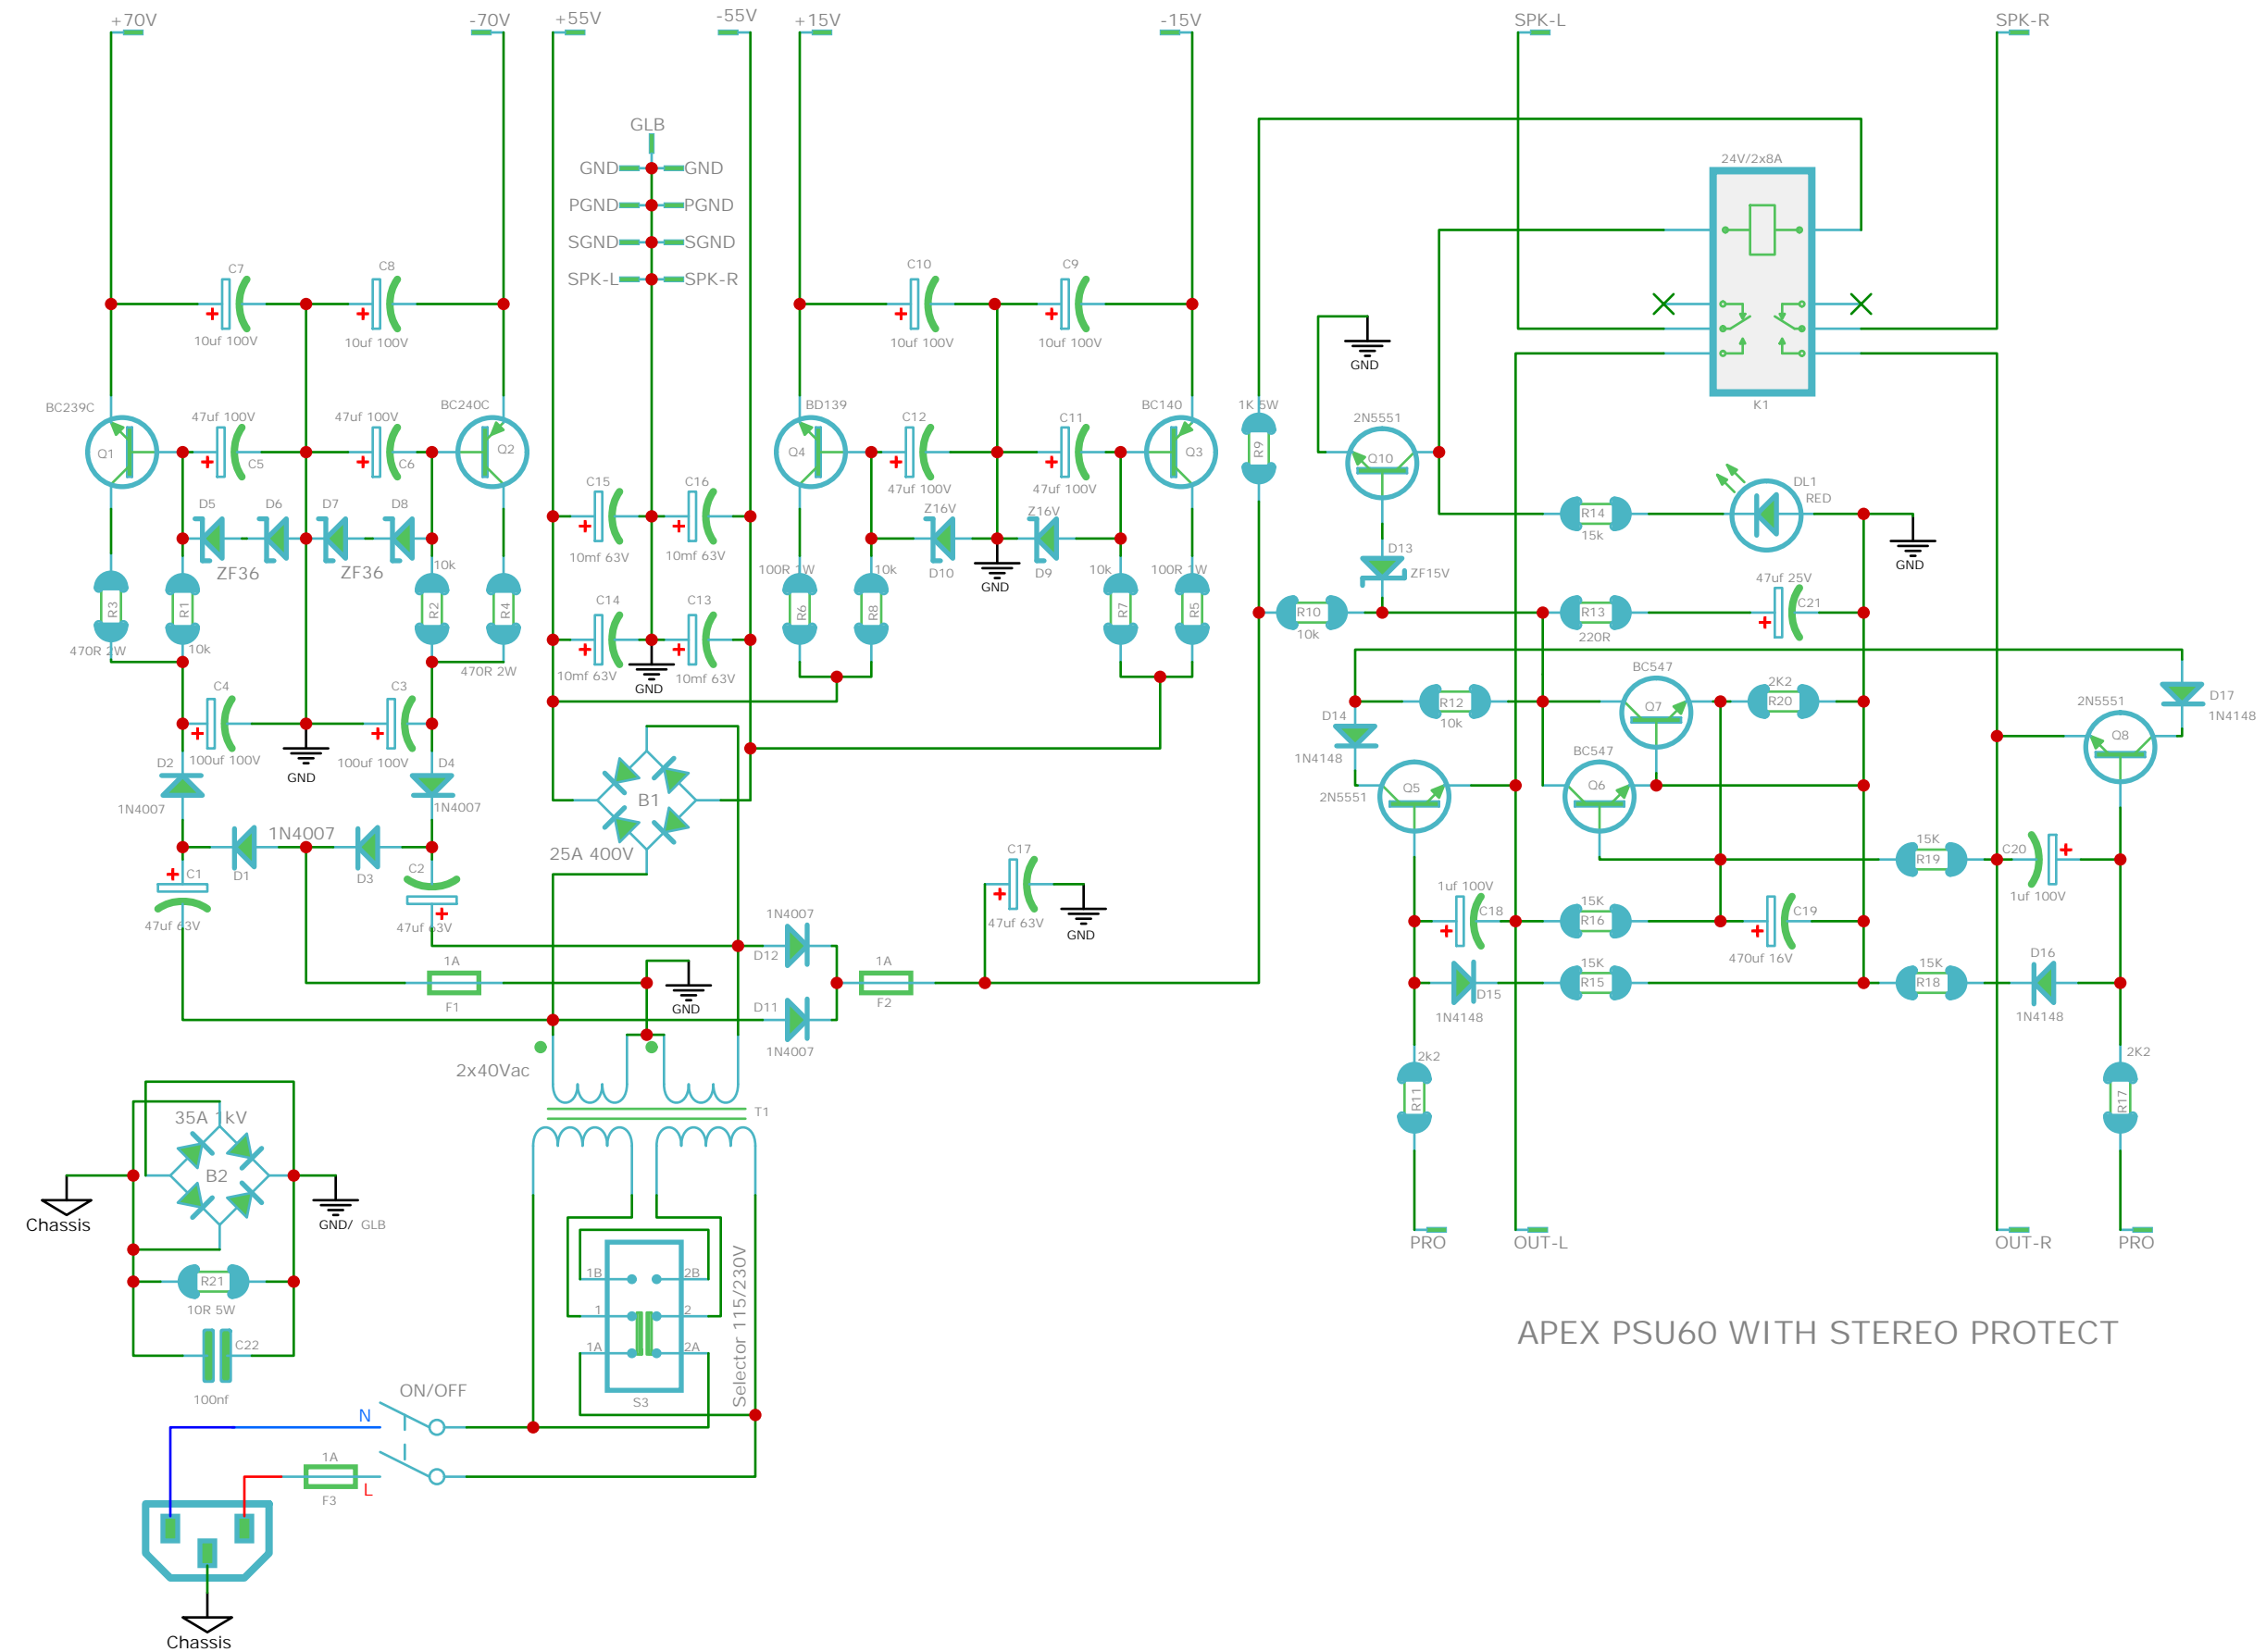 +70V
-70V
+55V
-55V
+15V
-15V
SPK-L
SPK-R
GLB
GND
GND
PGND
PGND
SGND
SGND
SPK-L
SPK-R
24V/2x8A
K1
C7
10uf 100V
C8
10uf 100V
C10
10uf 100V
C9
10uf 100V
BC239C
Q1
47uf 100V
C5
47uf 100V
C6
BC240C
Q2
BD139
Q4
C12
47uf 100V
C11
47uf 100V
BC140
Q3
1K 5W
R9
GND
2N5551
Q10
D5
D6
D7
D8
ZF36
ZF36
C15
10mf 63V
C16
10mf 63V
Z16V
D10
Z16V
D9
GND
DL1
RED
R14
15k
GND
D13
ZF15V
R3
470R 2W
R1
10k
10k
R2
R4
470R 2W
C14
10mf 63V
C13
10mf 63V
GND
100R 1W
R6
10k
R8
10k
R7
100R 1W
R5
R10
10k
R13
220R
47uf 25V
C21
C4
100uf 100V
C3
100uf 100V
GND
D2
1N4007
D4
1N4007
B1
25A 400V
D14
1N4148
R12
10k
BC547
Q7
2K2
R20
2N5551
Q8
D17
1N4148
2N5551
Q5
BC547
Q6
1N4007
D1
D3
C1
47uf 63V
C2
47uf 63V
C17
47uf 63V
GND
15K
R19
C20
1uf 100V
1uf 100V
C18
15K
R16
C19
470uf 16V
1N4007
D12
1A
F1
GND
1A
F2
D11
1N4007
D15
1N4148
15K
R15
15K
R18
D16
1N4148
2x40Vac
T1
2k2
R11
2K2
R17
35A 1kV
B2
Chassis
GND/ GLB
R21
10R 5W
C22
100nf
PRO
OUT-L
OUT-R
PRO
1B
2B
1
2
1A
2A
S3
Selector 115/230V
APEX PSU60 WITH STEREO PROTECT
ON/OFF
N
1A
F3
L
Chassis